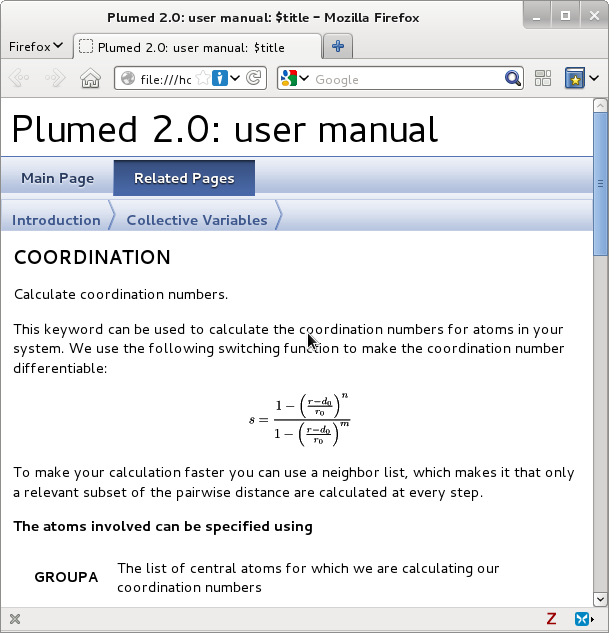 Plumed 2.0: user manual: $title - Mozilla Firefox
Firefox
Plumed 2.0: user manual: $title
file:///hc
Google
Plumed 2.0: user manual
Main Page
Related Pages
Introduction
Collective Variables
COORDINATION
Calculate coordination numbers.
This keyword can be used to calculate the coordination numbers for atoms in your
system. We use the following switching function to make the coordination number
differentiable:
s = \frac{1 - \left(\frac{r-d_0}{r_0}\right)^n}{1 - \left(\frac{r-d_0}{r_0}\right)^m}
To make your calculation faster you can use a neighbor list, which makes it that only
a relevant subset of the pairwise distance are calculated at every step.
The atoms involved can be specified using
GROUPA
The list of central atoms for which we are calculating our
coordination numbers
Z